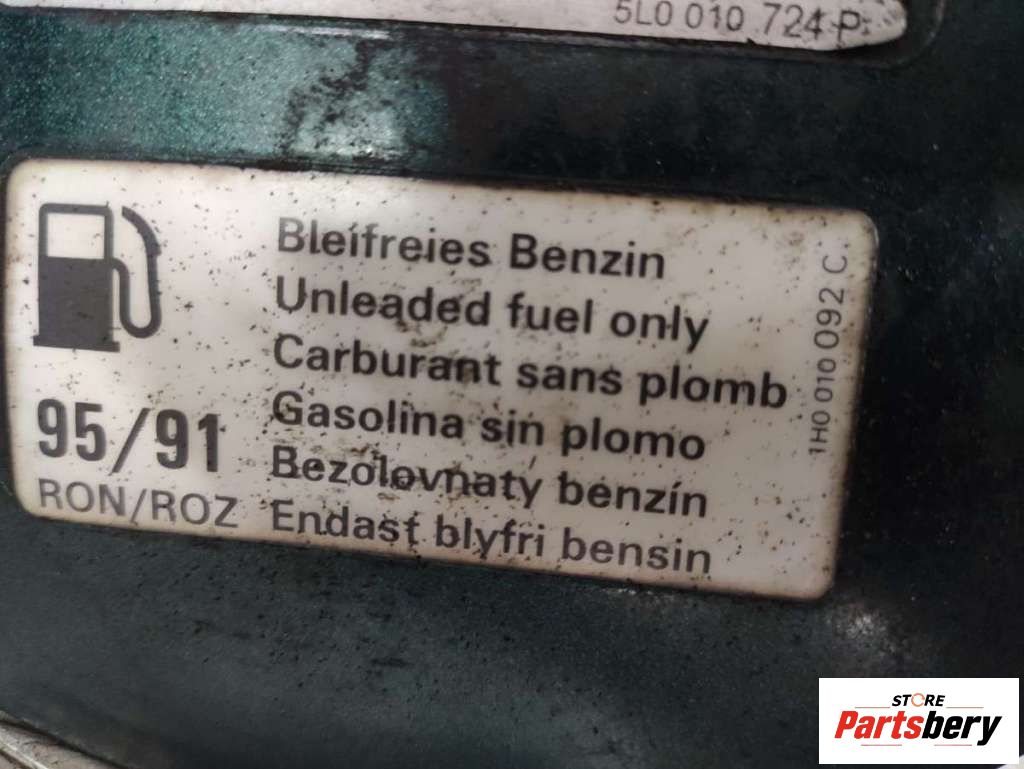 5L0 010 724 P
Bleifreies Benzin
Unleaded fuel only
Carburant sans plomb
Gasolina sin plomo
Bezolovnaty benzín
Endast blyfri bensin
95/91
RON/ROZ
1H0 010 092 C
STORE
Partsbery